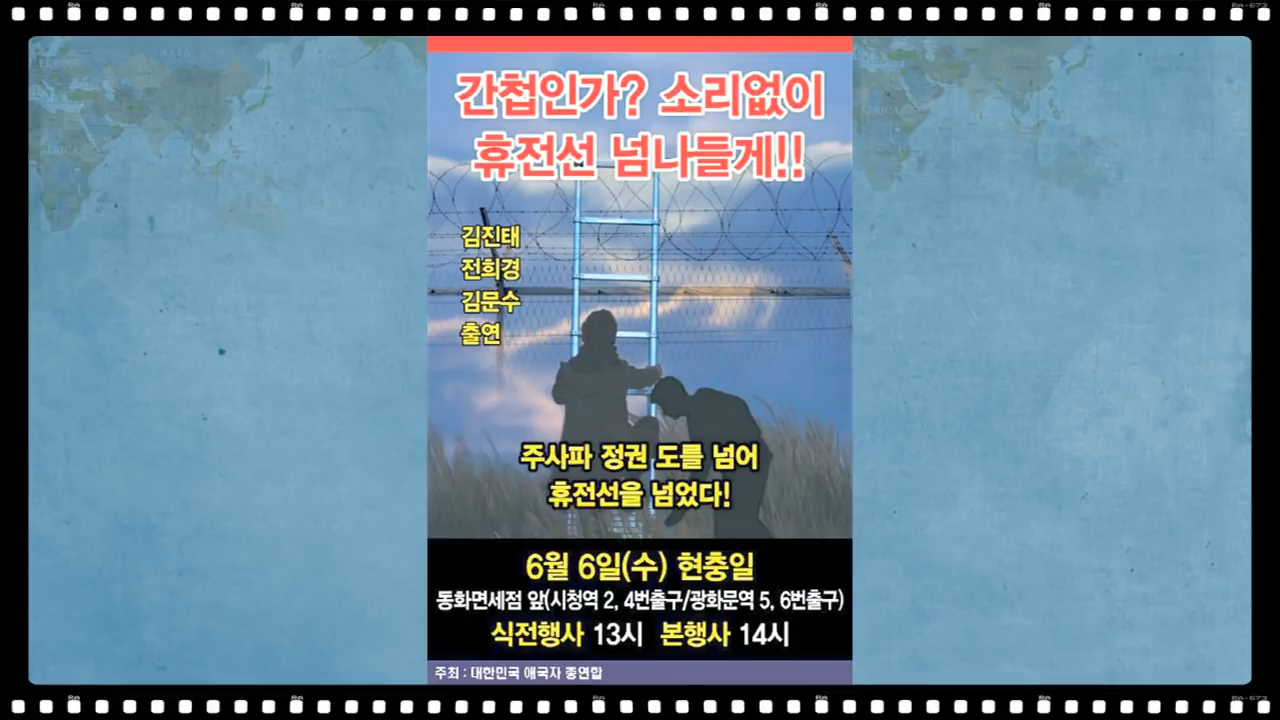 간첩인가? 소리없이
휴전선 넘나들게!!
김진태
전희경
김문수
출연
주사파 정권 도를 넘어
휴전선을 넘었다!
6월 6일(수) 현충일
동화면세점 앞(시청역 2, 4번출구/광화문역 5, 6번출구)
식전행사 13시 본행사 14시
주최 : 대한민국 애국자 총연합